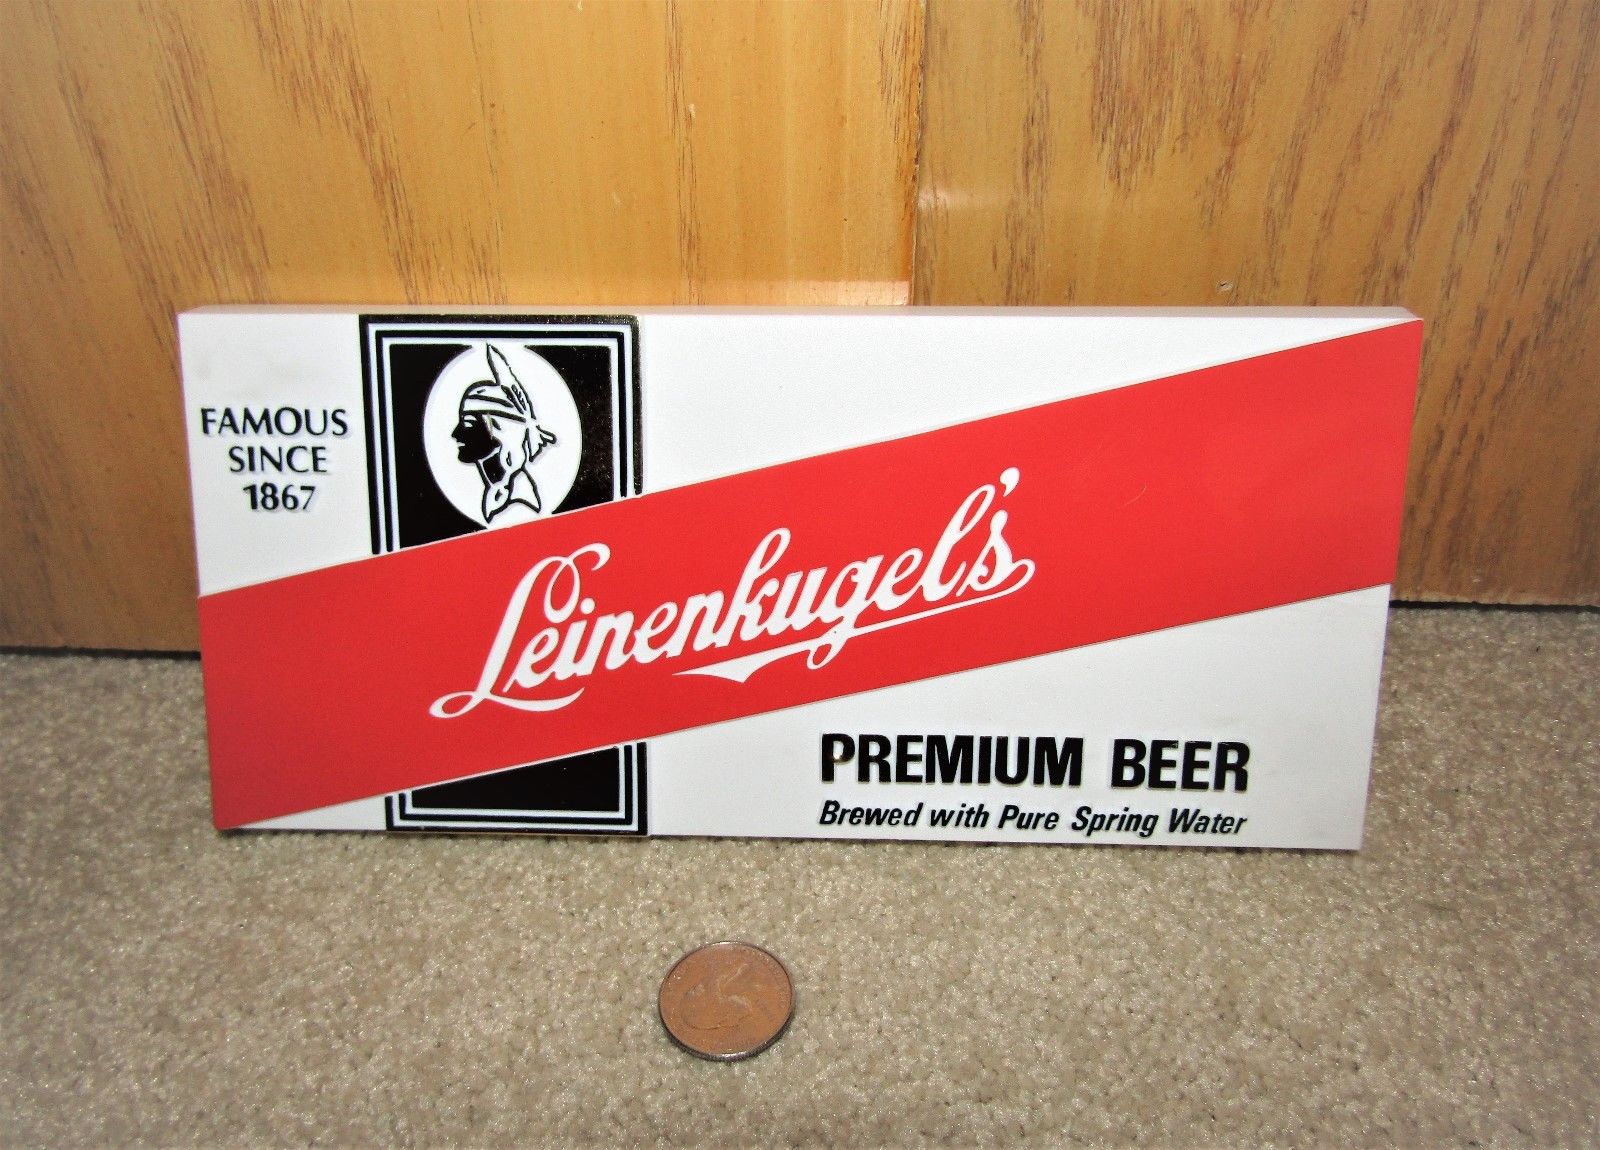 FAMOUS
SINCE
1867
Leinenkugel's
PREMIUM BEER
Brewed with Pure Spring Water